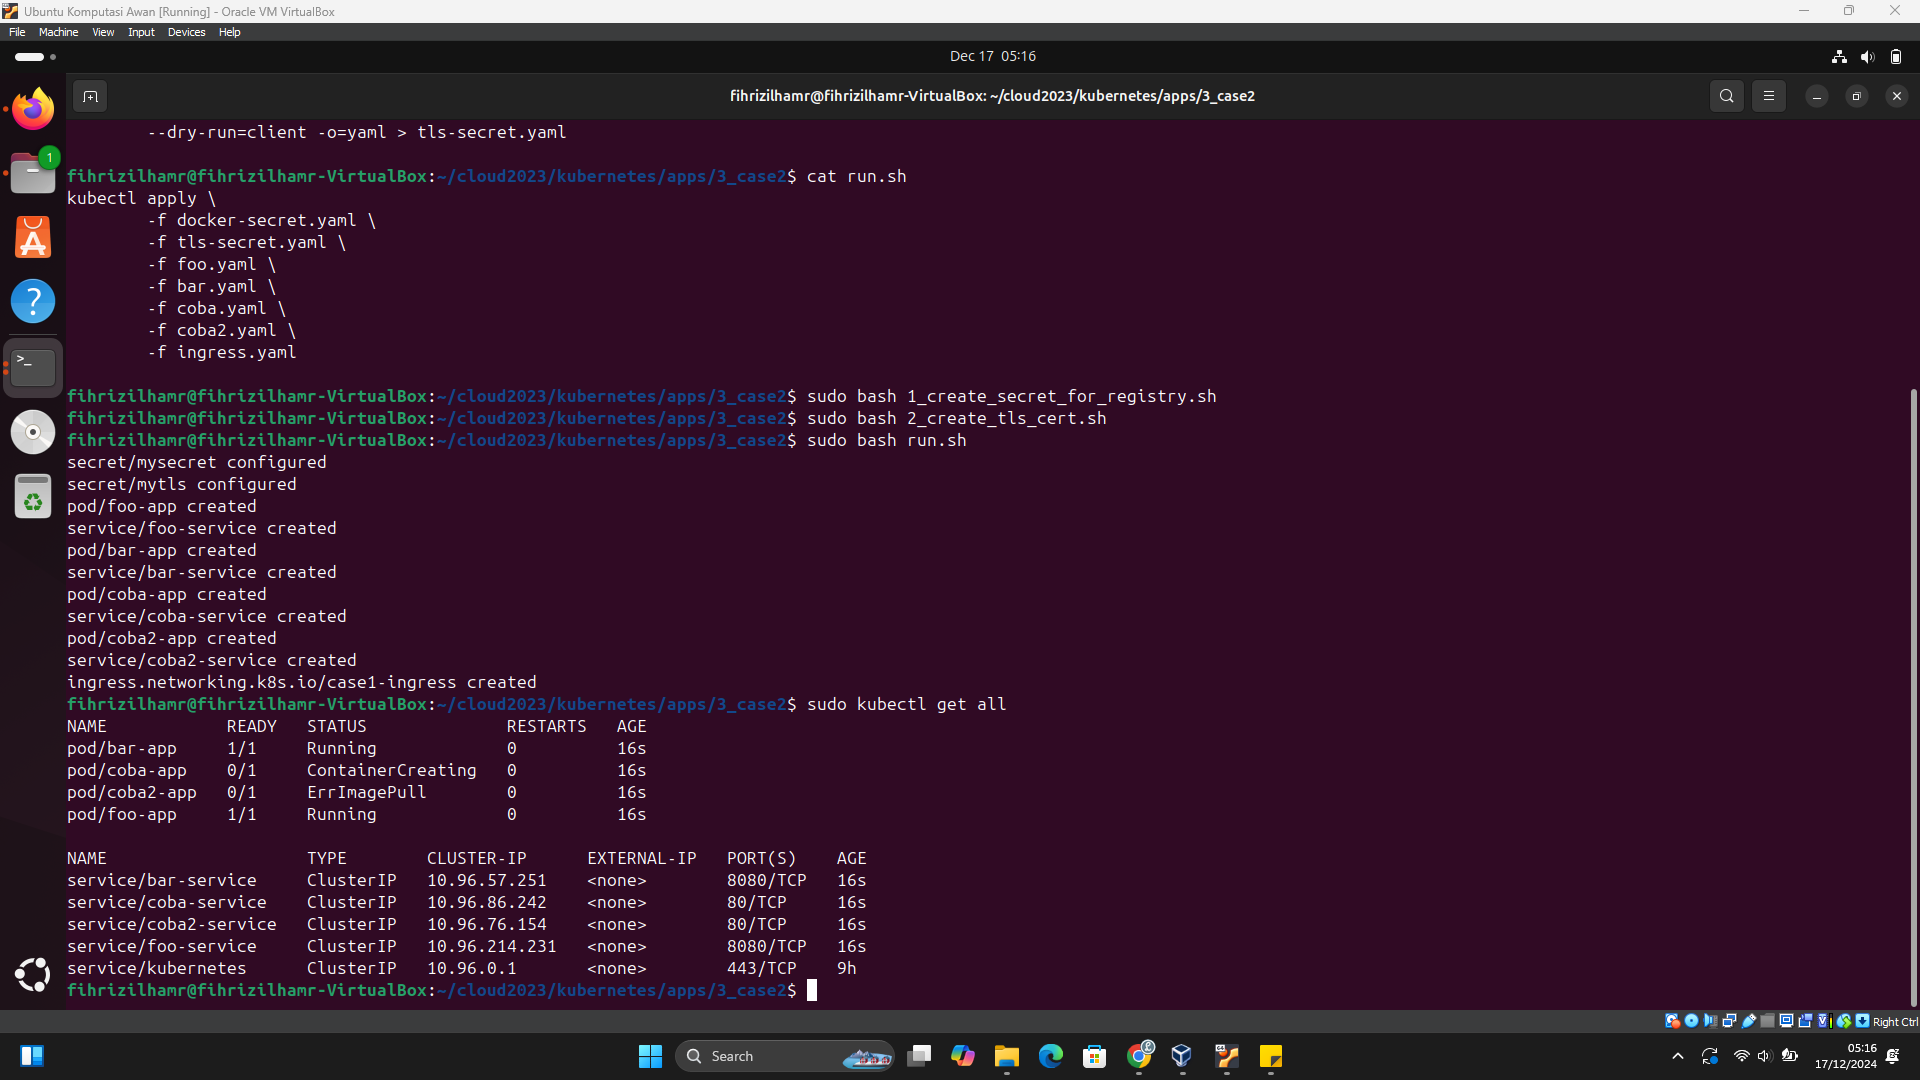 Ubuntu Komputasi Awan [Running] - Oracle VM VirtualBox
File Machine View Input Devices Help
Dec 17 05:16
fihrizilhamr@fihrizilhamr-VirtualBox: ~/cloud2023/kubernetes/apps/3_case2
1
        --dry-run=client -o=yaml > tls-secret.yaml
fihrizilhamr@fihrizilhamr-VirtualBox:~/cloud2023/kubernetes/apps/3_case2$ cat run.sh
kubectl apply \
        -f docker-secret.yaml \
        -f tls-secret.yaml \
        -f foo.yaml \
        -f bar.yaml \
        -f coba.yaml \
        -f coba2.yaml \
        -f ingress.yaml
fihrizilhamr@fihrizilhamr-VirtualBox:~/cloud2023/kubernetes/apps/3_case2$ sudo bash 1_create_secret_for_registry.sh
fihrizilhamr@fihrizilhamr-VirtualBox:~/cloud2023/kubernetes/apps/3_case2$ sudo bash 2_create_tls_cert.sh
fihrizilhamr@fihrizilhamr-VirtualBox:~/cloud2023/kubernetes/apps/3_case2$ sudo bash run.sh
secret/mysecret configured
secret/mytls configured
pod/foo-app created
service/foo-service created
pod/bar-app created
service/bar-service created
pod/coba-app created
service/coba-service created
pod/coba2-app created
service/coba2-service created
ingress.networking.k8s.io/case1-ingress created
fihrizilhamr@fihrizilhamr-VirtualBox:~/cloud2023/kubernetes/apps/3_case2$ sudo kubectl get all
NAME            READY   STATUS              RESTARTS   AGE
pod/bar-app     1/1     Running             0          16s
pod/coba-app    0/1     ContainerCreating   0          16s
pod/coba2-app   0/1     ErrImagePull        0          16s
pod/foo-app     1/1     Running             0          16s
NAME                    TYPE        CLUSTER-IP      EXTERNAL-IP   PORT(S)    AGE
service/bar-service     ClusterIP   10.96.57.251    <none>        8080/TCP   16s
service/coba-service    ClusterIP   10.96.86.242    <none>        80/TCP     16s
service/coba2-service   ClusterIP   10.96.76.154    <none>        80/TCP     16s
service/foo-service     ClusterIP   10.96.214.231   <none>        8080/TCP   16s
service/kubernetes      ClusterIP   10.96.0.1       <none>        443/TCP    9h
fihrizilhamr@fihrizilhamr-VirtualBox:~/cloud2023/kubernetes/apps/3_case2$
Right Ctrl
Search
05:16
17/12/2024